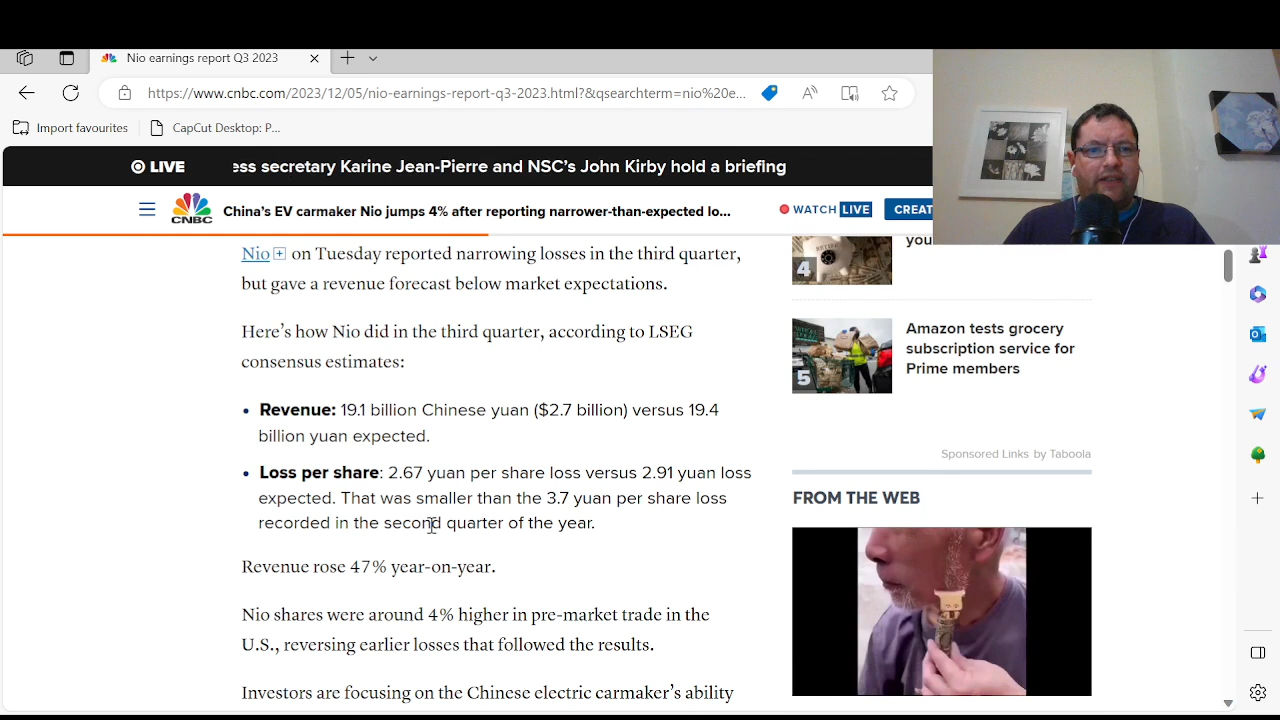 Nio earnings report Q3 2023
https://www.cnbc.com/2023/12/05/nio-earnings-report-q3-2023.html?&qsearchterm=nio%20e...
Import favourites
CapCut Desktop: P...
LIVE
ess secretary Karine Jean-Pierre and NSC's John Kirby hold a briefing
CNBC
China's EV carmaker Nio jumps 4% after reporting narrower-than-expected lo...
WATCH LIVE
CREAT
Nio on Tuesday reported narrowing losses in the third quarter,
but gave a revenue forecast below market expectations.
Here's how Nio did in the third quarter, according to LSEG
consensus estimates:
• Revenue: 19.1 billion Chinese yuan ($2.7 billion) versus 19.4
billion yuan expected.
• Loss per share: 2.67 yuan per share loss versus 2.91 yuan loss
expected. That was smaller than the 3.7 yuan per share loss
recorded in the second quarter of the year.
Revenue rose 47% year-on-year.
Nio shares were around 4% higher in pre-market trade in the
U.S., reversing earlier losses that followed the results.
Investors are focusing on the Chinese electric carmaker's ability
4
you
5
Amazon tests grocery
subscription service for
Prime members
Sponsored Links by Taboola
FROM THE WEB